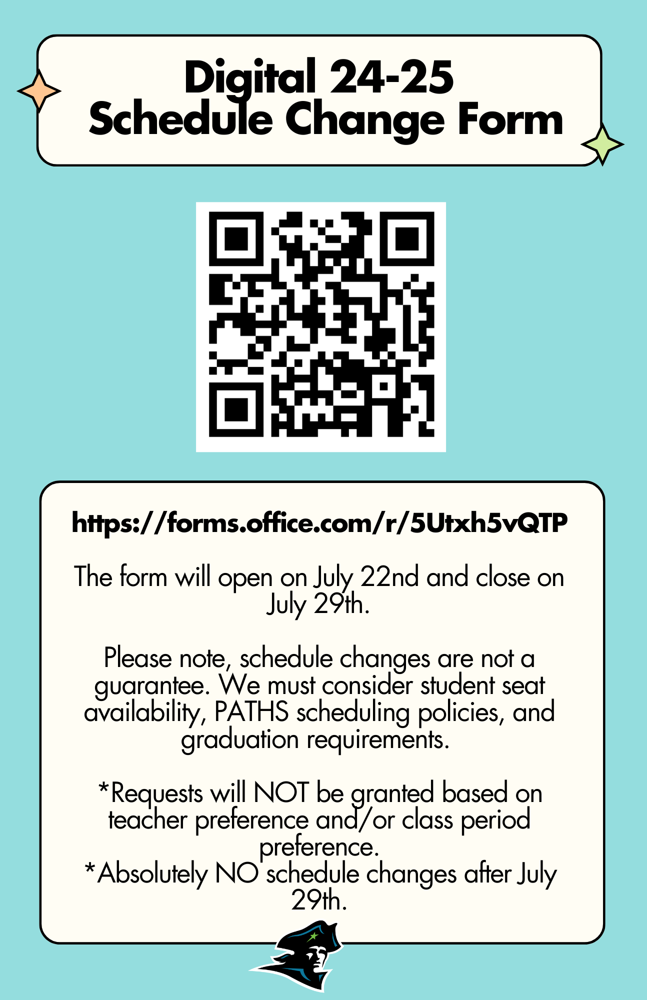 Digital 24-25
Schedule Change Form
https://forms.office.com/r/5Utxh5vQTP
The form will open on July 22nd and close on
July 29th.
Please note, schedule changes are not a
guarantee. We must consider student seat
availability, PATHS scheduling policies, and
graduation requirements.
*Requests will NOT be granted based on
teacher preference and/or class period
preference.
*Absolutely NO schedule changes after July
29th.